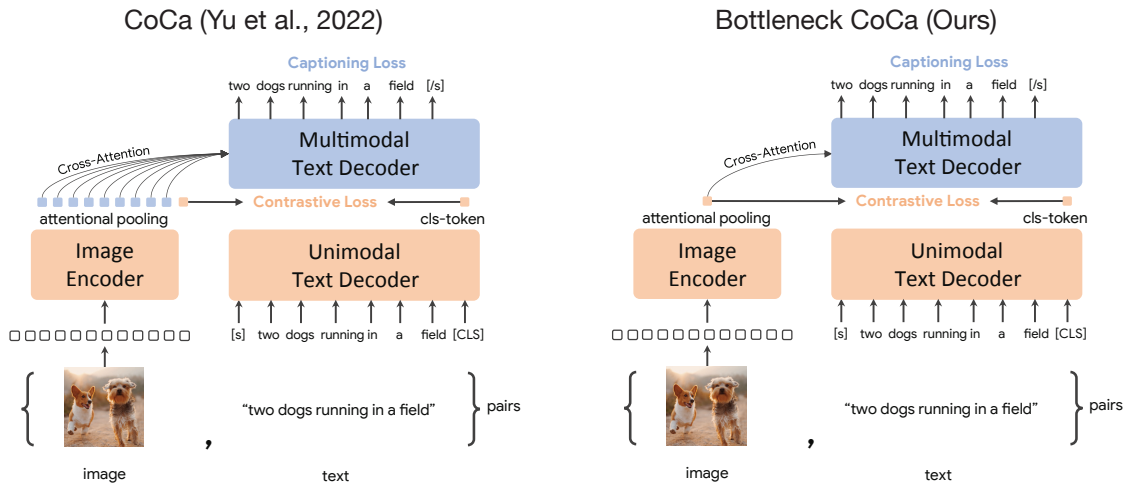 CoCa (Yu et al., 2022)
Captioning Loss
two dogs running in a field [/s]
Multimodal
Text Decoder
Cross-Attention
Contrastive Loss
attentional pooling
cls-token
Image
Encoder
Unimodal
Text Decoder
[s] two dogs running in a field [CLS]
“two dogs running in a field”
pairs
,
image
text
Bottleneck CoCa (Ours)
Captioning Loss
two dogs running in a field [/s]
Multimodal
Text Decoder
Cross-Attention
Contrastive Loss
attentional pooling
cls-token
Image
Encoder
Unimodal
Text Decoder
[s] two dogs running in a field [CLS]
“two dogs running in a field”
pairs
,
image
text